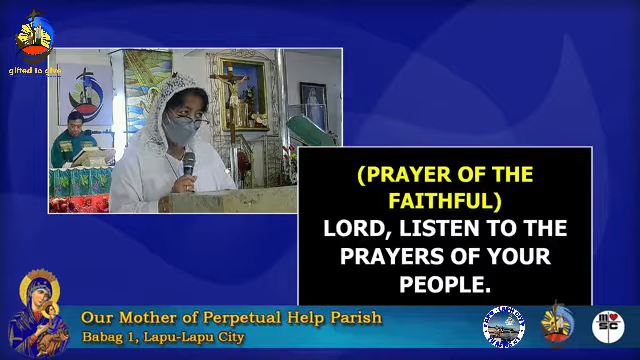 gifted to give
(PRAYER OF THE
FAITHFUL)
LORD, LISTEN TO THE
PRAYERS OF YOUR
PEOPLE.
Our Mother of Perpetual Help Parish
Babag 1, Lapu-Lapu City